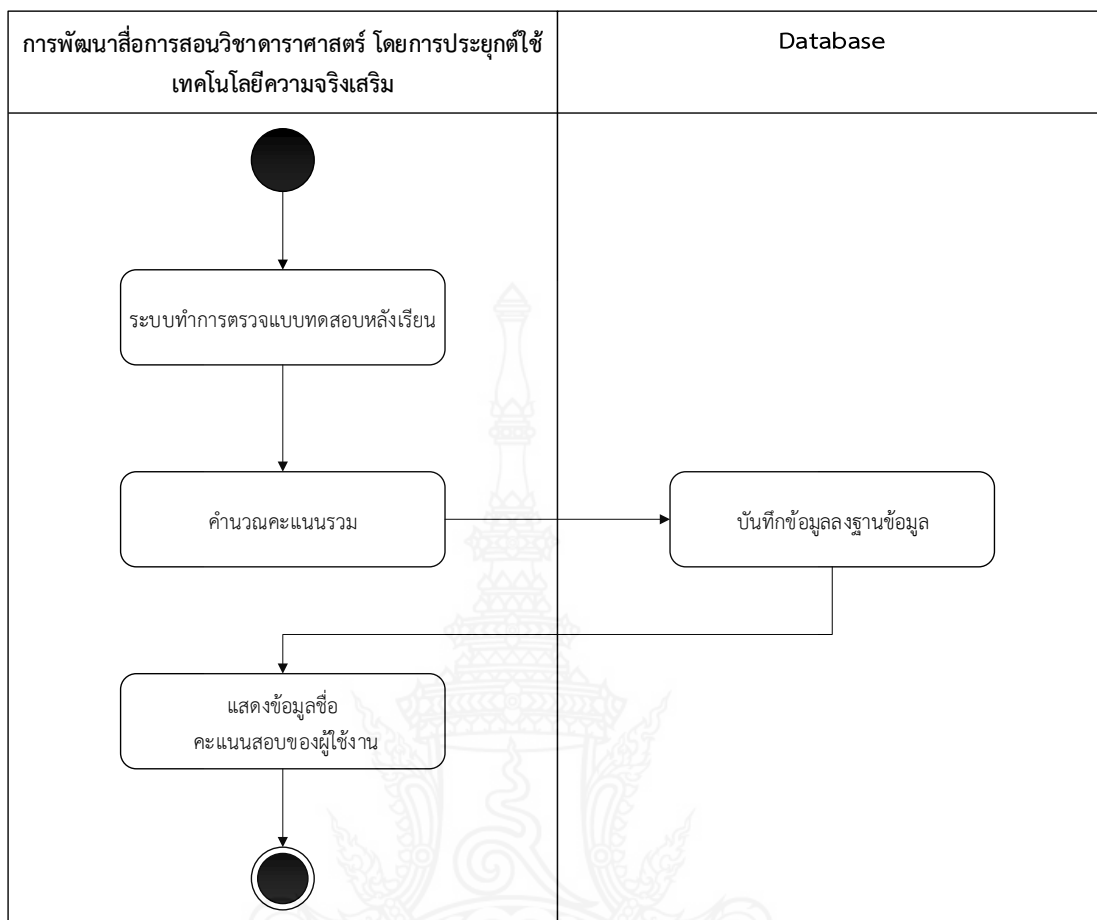 การพัฒนาสื่อการสอนวิชาดาราศาสตร์ โดยการประยุกต์ใช้
เทคโนโลยีความจริงเสริม
Database
ระบบทำการตรวจแบบทดสอบหลังเรียน
คำนวณคะแนนรวม
บันทึกข้อมูลลงฐานข้อมูล
แสดงข้อมูลชื่อ
คะแนนสอบของผู้ใช้งาน